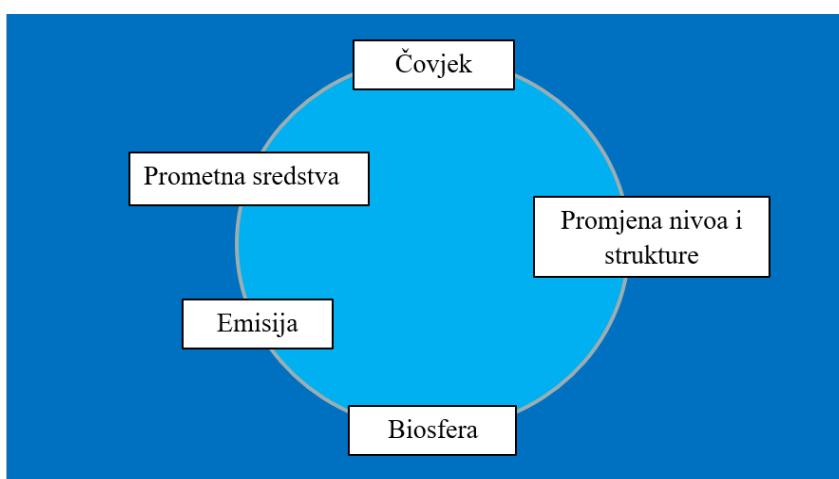 Čovjek
Prometna sredstva
Promjena nivoa i
strukture
Emisija
Biosfera